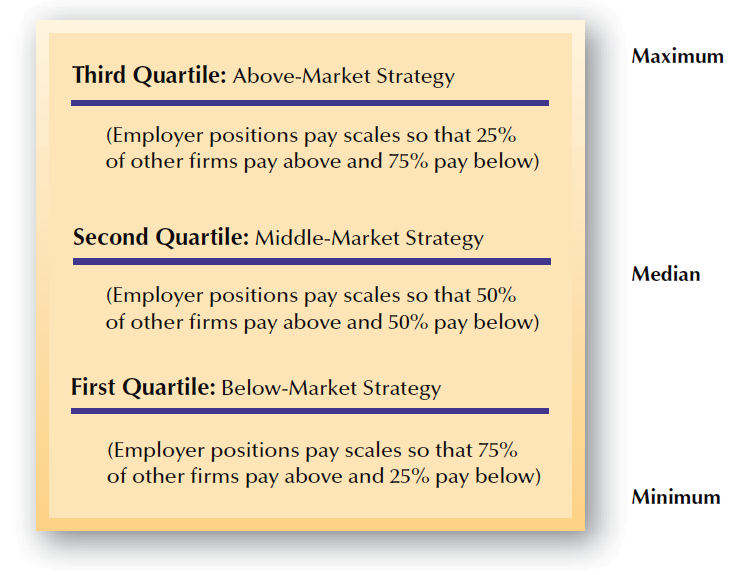 Maximum
Third Quartile: Above-Market Strategy
(Employer positions pay scales so that 25%
of other firms pay above and 75% pay below)
Second Quartile: Middle-Market Strategy
Median
(Employer positions pay scales so that 50%
of other firms pay above and 50% pay below)
First Quartile: Below-Market Strategy
(Employer positions pay scales so that 75%
of other firms pay above and 25% pay below)
Minimum